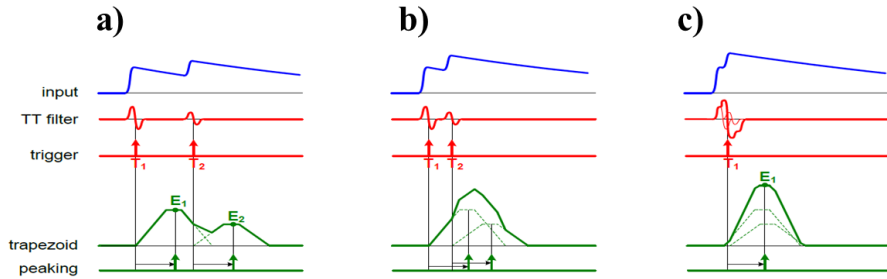 a) b) c)
input
TT filter
trigger 1 2 1 2 1
E1 E2 E1
trapezoid
peaking